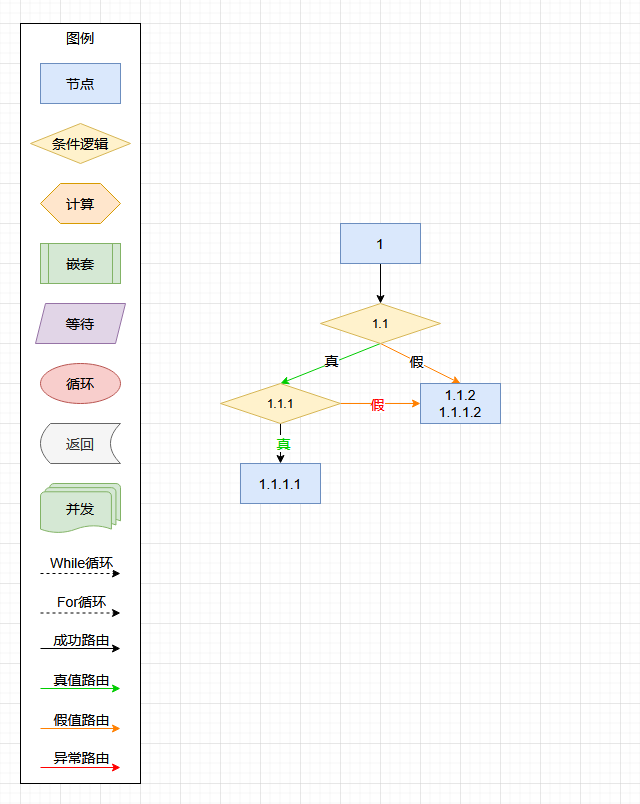 图例
节点
条件逻辑
计算
嵌套
等待
循环
返回
并发
While循环
For循环
成功路由
真值路由
假值路由
异常路由
1
1.1
真
假
1.1.1
假
1.1.2
1.1.1.2
真
1.1.1.1